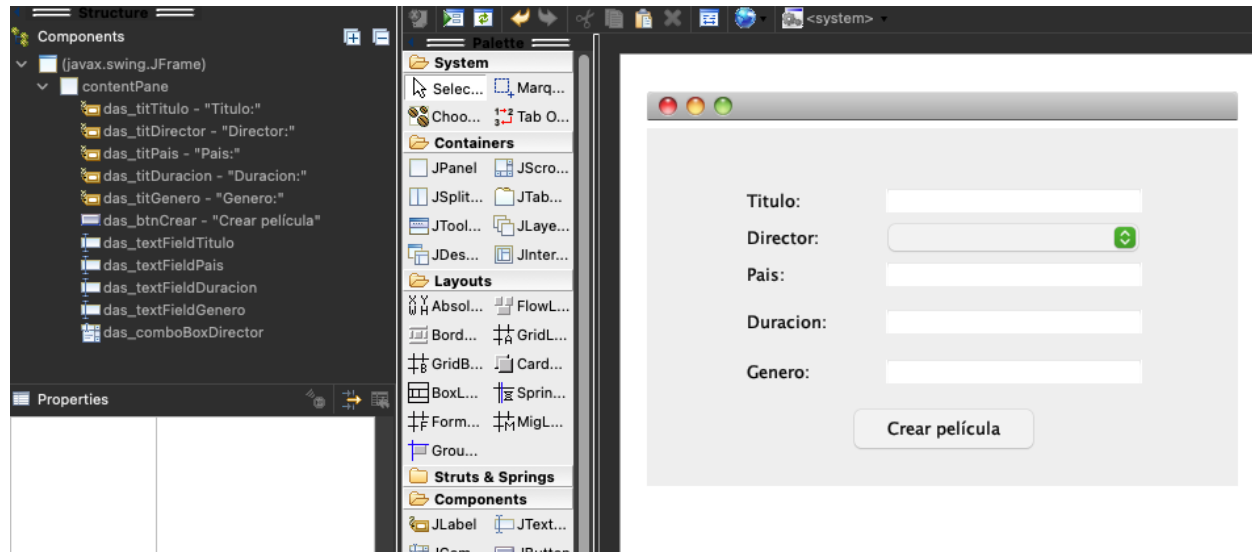 Structure
Components
(javax.swing.JFrame)
contentPane
das_titTitulo - "Titulo:"
das_titDirector - "Director:"
das_titPais - "Pais:"
das_titDuracion - "Duracion:"
das_titGenero - "Genero:"
das_btnCrear - "Crear película"
das_textFieldTitulo
das_textFieldPais
das_textFieldDuracion
das_textFieldGenero
das_comboBoxDirector
Properties
<system>
Palette
System
Selec... Marq...
Choo... Tab O...
Containers
JPanel JScro...
JSplit... JTab...
JTool... JLaye...
JDes... JInter...
Layouts
Absol... FlowL...
Bord... GridL...
GridB... Card...
BoxL... Sprin...
Form... MigL...
Grou...
Struts & Springs
Components
JLabel JText...
JButton
Titulo:
Director:
Pais:
Duracion:
Genero:
Crear película